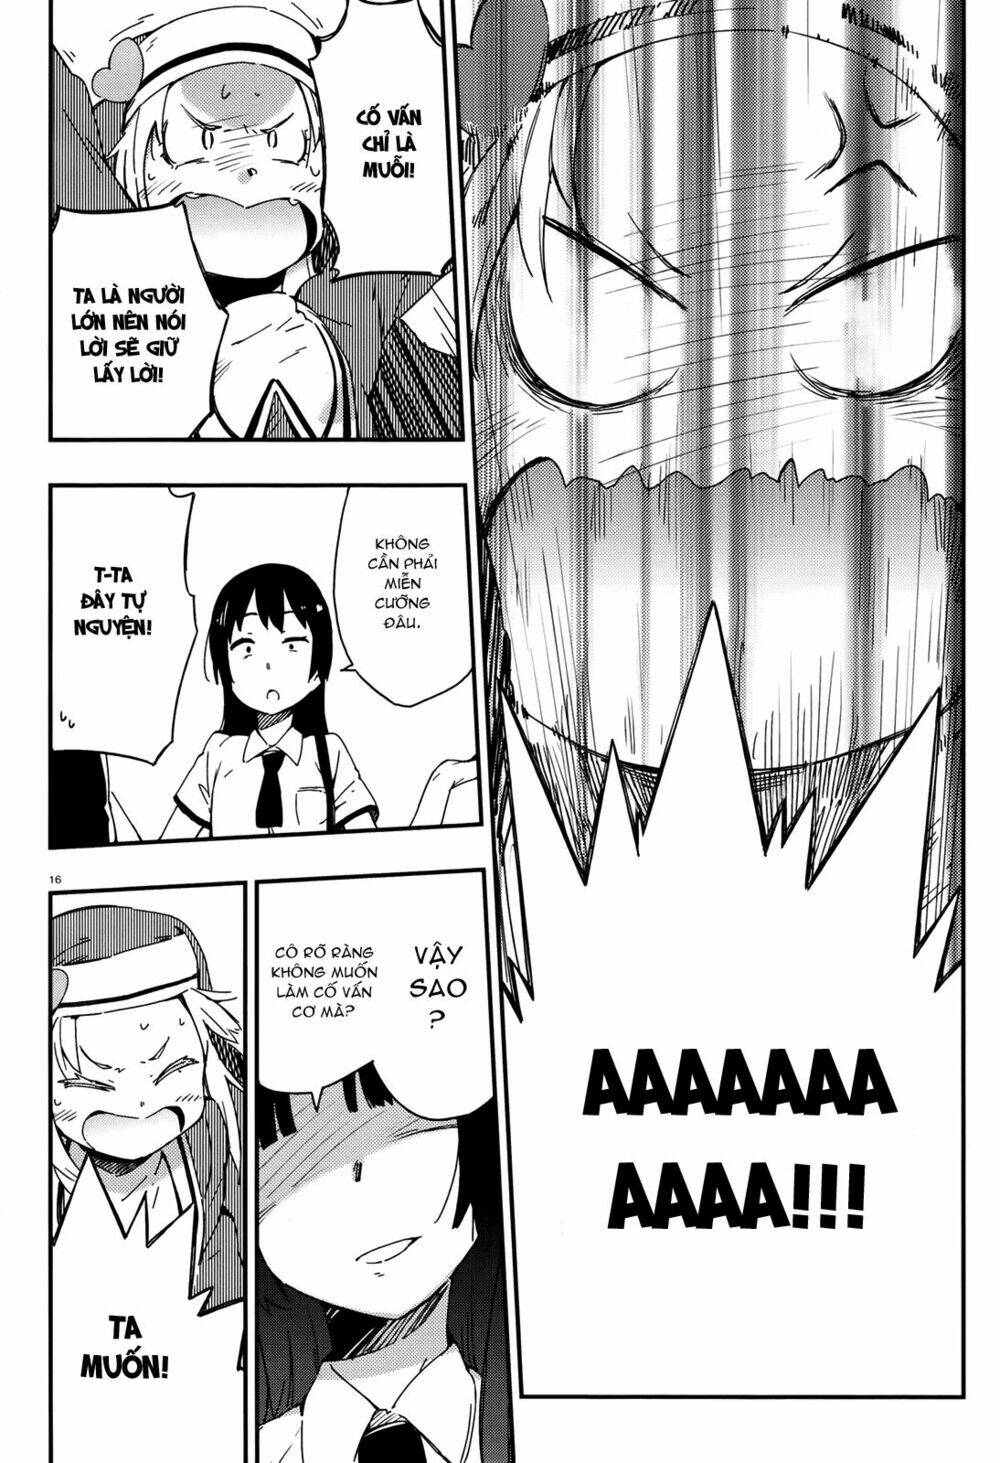 AAAAAAA
AAAA!!!
CỐ VẤN
CHỈ LÀ
MUỖI!
TA LÀ NGƯỜI
LỚN NÊN NÓI
LỜI SẼ GIỮ
LẤY LỜI!
KHÔNG
CẦN PHẢI
MIỄN
CƯỠNG
ĐÂU.
T-TA
ĐÂY TỰ
NGUYỆN!
16
VẬY
SAO
?
CÔ RÕ RÀNG
KHÔNG MUỐN
LÀM CỐ VẤN
CƠ MÀ?
TA
MUỐN!